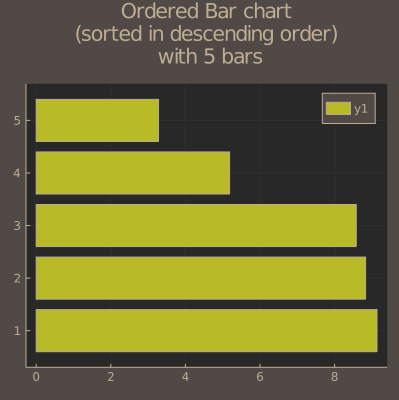 Ordered Bar chart
(sorted in descending order)
with 5 bars
y1
5
4
3
2
1
0 2 4 6 8